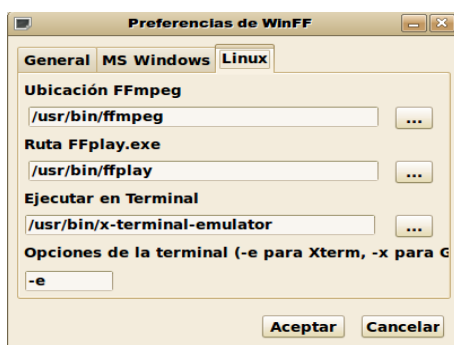 Preferencias de WinFF
General MS Windows Linux
Ubicación FFmpeg
/usr/bin/ffmpeg ...
Ruta FFplay.exe
/usr/bin/ffplay ...
Ejecutar en Terminal
/usr/bin/x-terminal-emulator ...
Opciones de la terminal (-e para Xterm, -x para G
-e
Aceptar Cancelar